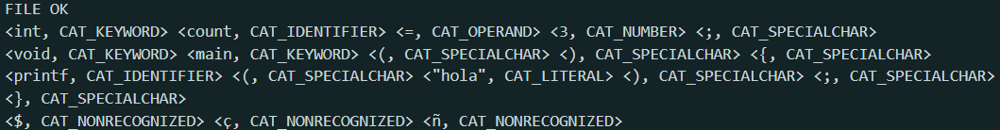 FILE OK
<int, CAT_KEYWORD> <count, CAT_IDENTIFIER> <=, CAT_OPERAND> <3, CAT_NUMBER> <;, CAT_SPECIALCHAR>
<void, CAT_KEYWORD> <main, CAT_KEYWORD> <(, CAT_SPECIALCHAR> <), CAT_SPECIALCHAR> <{, CAT_SPECIALCHAR>
<printf, CAT_IDENTIFIER> <(, CAT_SPECIALCHAR> <"hola", CAT_LITERAL> <), CAT_SPECIALCHAR> <;, CAT_SPECIALCHAR>
<}, CAT_SPECIALCHAR>
<$, CAT_NONRECOGNIZED> <ç, CAT_NONRECOGNIZED> <ñ, CAT_NONRECOGNIZED>